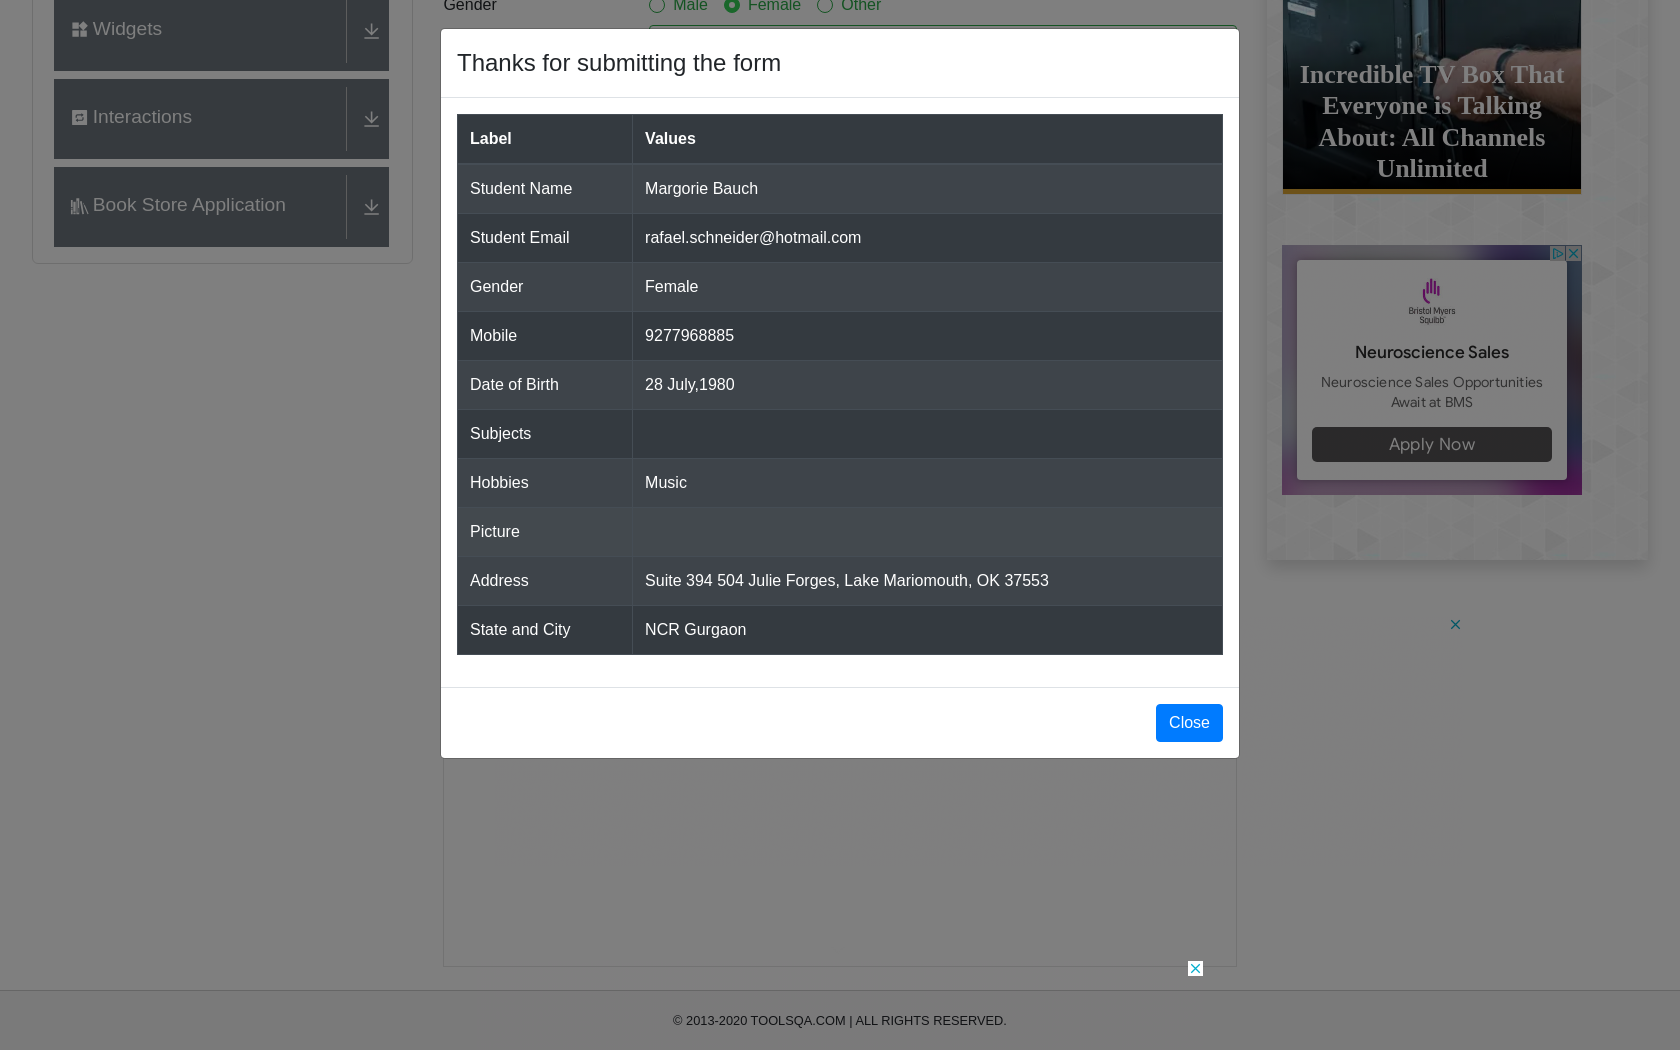 Gender Male Female Other
Widgets
Interactions
Book Store Application
Thanks for submitting the form
Label Values
Student Name Margorie Bauch
Student Email rafael.schneider@hotmail.com
Gender Female
Mobile 9277968885
Date of Birth 28 July,1980
Subjects
Hobbies Music
Picture
Address Suite 394 504 Julie Forges, Lake Mariomouth, OK 37553
State and City NCR Gurgaon
Close
Incredible TV Box That
Everyone is Talking
About: All Channels
Unlimited
Bristol Myers
Squibb
Neuroscience Sales
Neuroscience Sales Opportunities
Await at BMS
Apply Now
© 2013-2020 TOOLSQA.COM | ALL RIGHTS RESERVED.